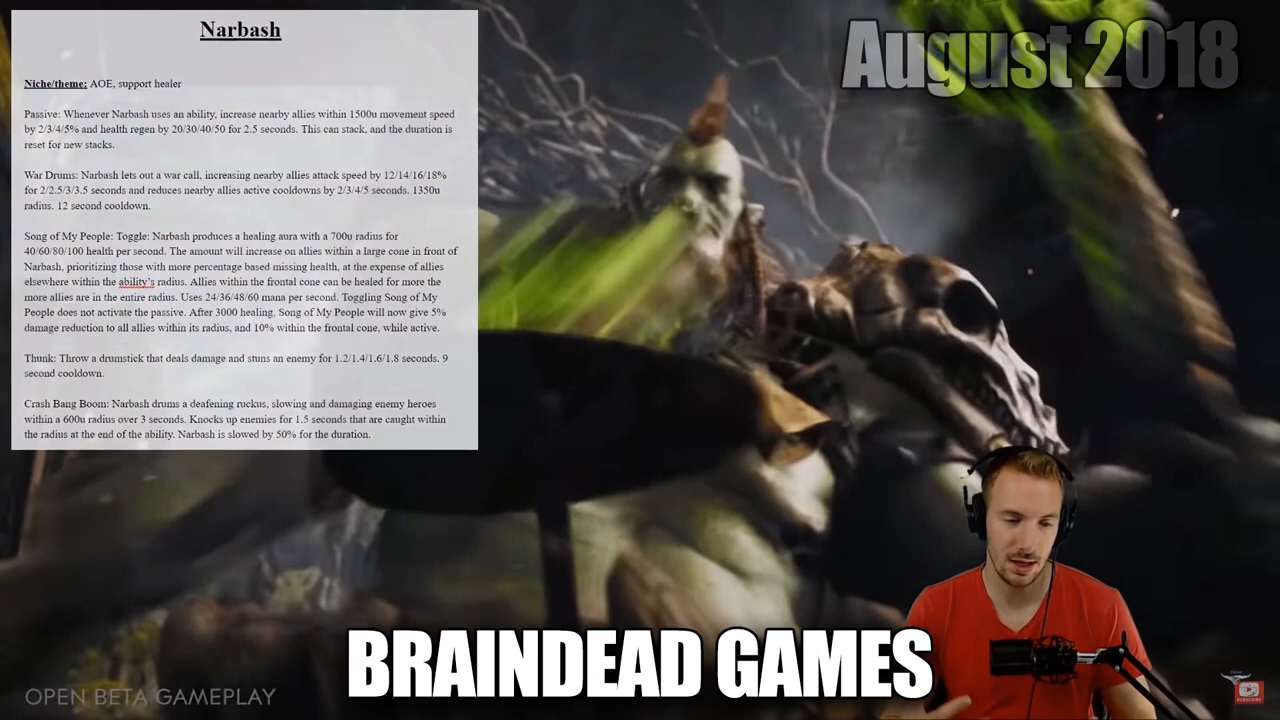 Narbash
August 2018
Niche/theme: AOE, support healer
Passive: Whenever Narbash uses an ability, increase nearby allies within 1500u movement speed
by 2/3/4/5% and health regen by 20/30/40/50 for 2.5 seconds. This can stack, and the duration is
reset for new stacks.
War Drums: Narbash lets out a war call, increasing nearby allies attack speed by 12/14/16/18%
for 2/2.5/3/3.5 seconds and reduces nearby allies active cooldowns by 2/3/4/5 seconds. 1350u
radius. 12 second cooldown.
Song of My People: Toggle: Narbash produces a healing aura with a 700u radius for
40/60/80/100 health per second. The amount will increase on allies within a large cone in front of
Narbash, prioritizing those with more percentage based missing health, at the expense of allies
elsewhere within the ability's radius. Allies within the frontal cone can be healed for more the
more allies are in the entire radius. Uses 24/36/48/60 mana per second. Toggling Song of My
People does not activate the passive. After 3000 healing, Song of My People will now give 5%
damage reduction to all allies within its radius, and 10% within the frontal cone, while active.
Thunk: Throw a drumstick that deals damage and stuns an enemy for 1.2/1.4/1.6/1.8 seconds. 9
second cooldown.
Crash Bang Boom: Narbash drums a deafening ruckus, slowing and damaging enemy heroes
within a 600u radius over 3 seconds. Knocks up enemies for 1.5 seconds that are caught within
the radius at the end of the ability. Narbash is slowed by 50% for the duration.
BRAINDEAD GAMES
OPEN BETA GAMEPLAY
SUBSCRIBE